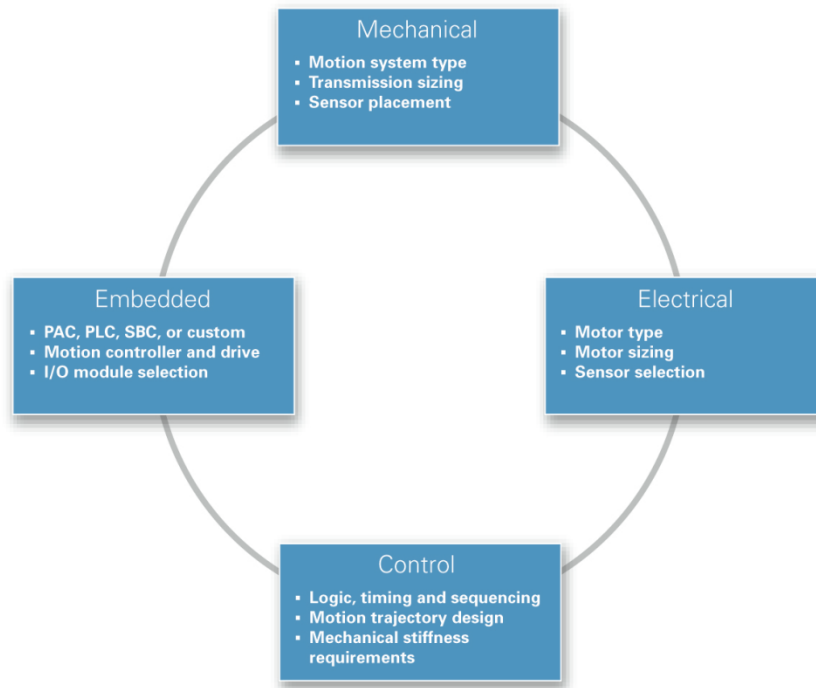 Mechanical
▪ Motion system type
▪ Transmission sizing
▪ Sensor placement
Embedded
▪ PAC, PLC, SBC, or custom
▪ Motion controller and drive
▪ I/O module selection
Electrical
▪ Motor type
▪ Motor sizing
▪ Sensor selection
Control
▪ Logic, timing and sequencing
▪ Motion trajectory design
▪ Mechanical stiffness
requirements